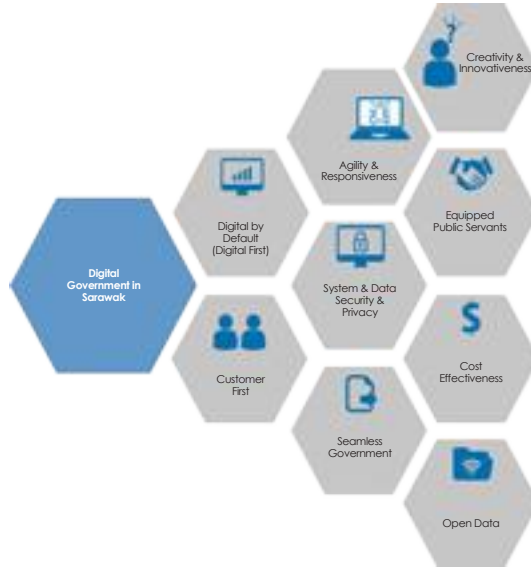 Digital
Government in
Sarawak
Digital by
Default
(Digital First)
Customer
First
Agility &
Responsiveness
System & Data
Security &
Privacy
Seamless
Government
?
Creativity &
Innovativeness
Equipped
Public Servants
$
Cost
Effectiveness
Open Data